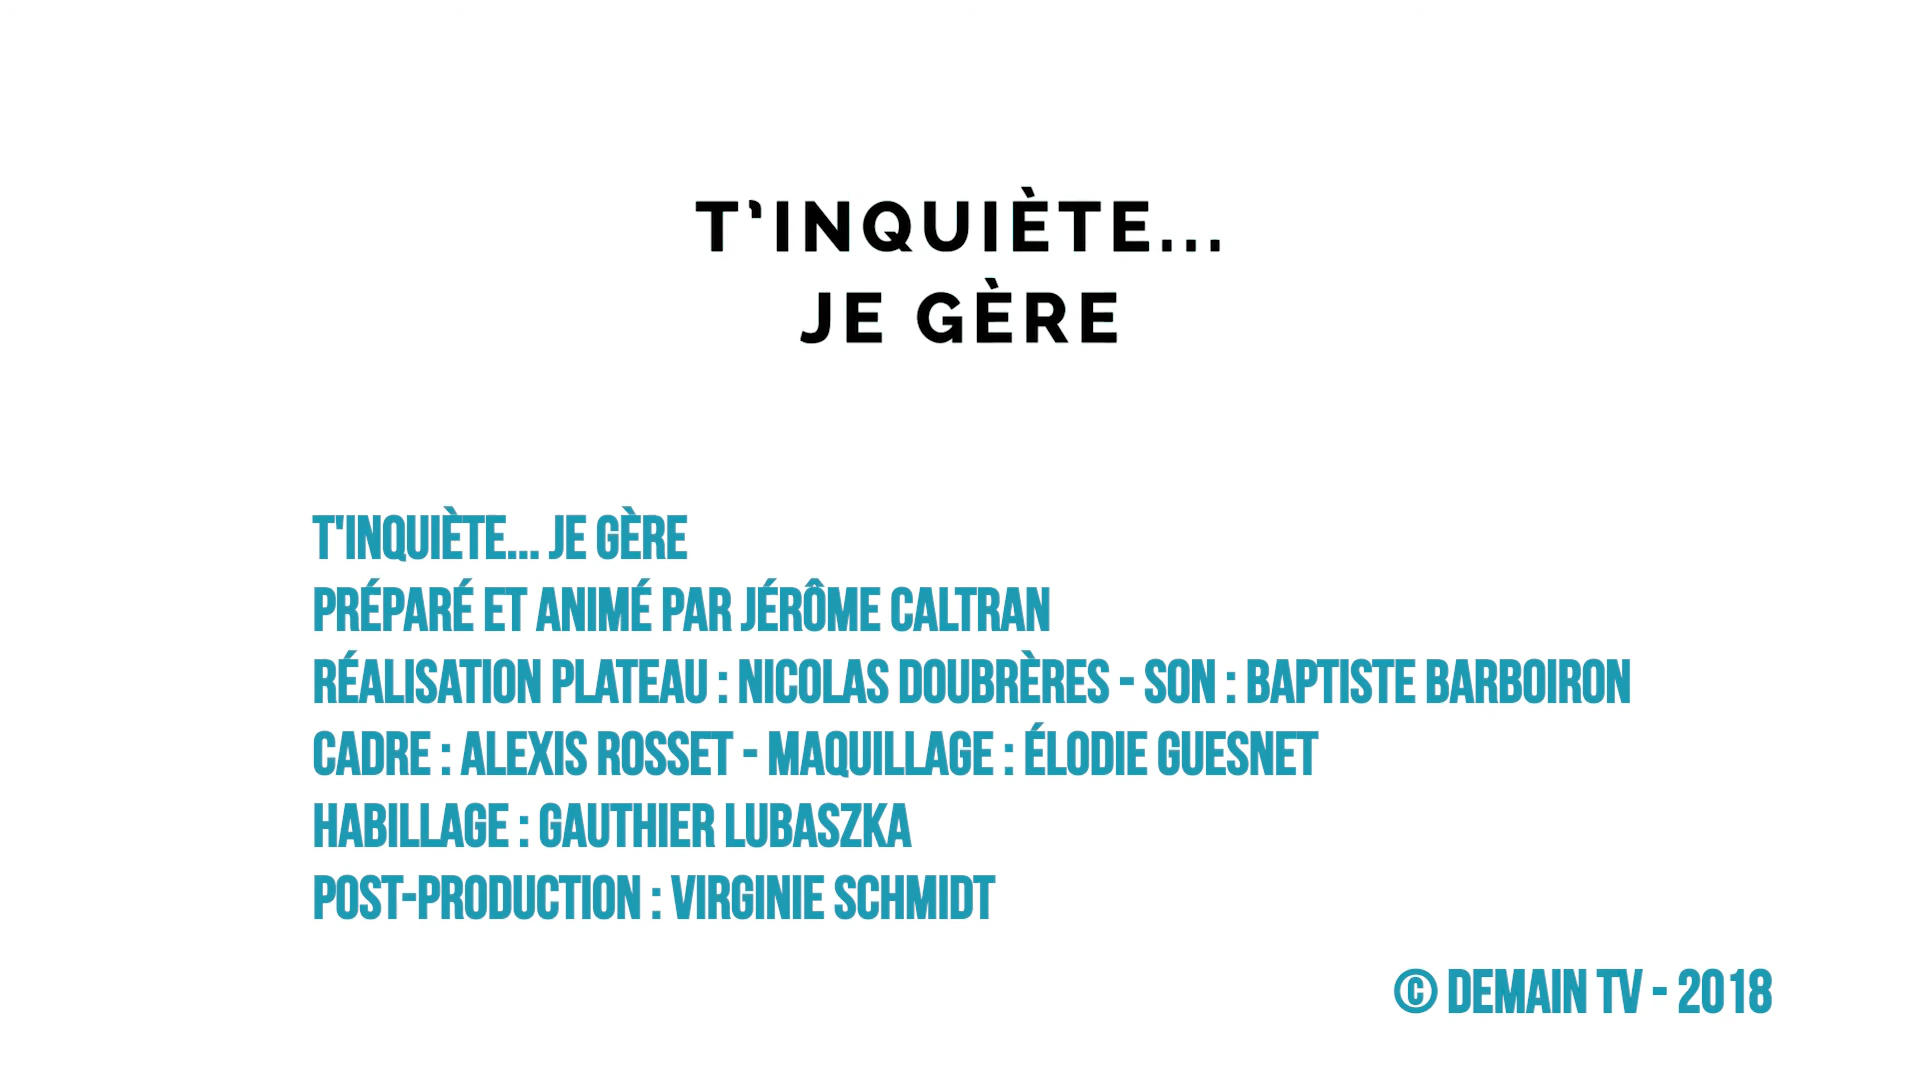 T'INQUIÈTE...
JE GÈRE
T'INQUIÈTE... JE GÈRE
PRÉPARÉ ET ANIMÉ PAR JÉRÔME CALTRAN
RÉALISATION PLATEAU : NICOLAS DOUBRÈRES - SON : BAPTISTE BARBOIRON
CADRE : ALEXIS ROSSET - MAQUILLAGE : ÉLODIE GUESNET
HABILLAGE : GAUTHIER LUBASZKA
POST-PRODUCTION : VIRGINIE SCHMIDT
© DEMAIN TV - 2018